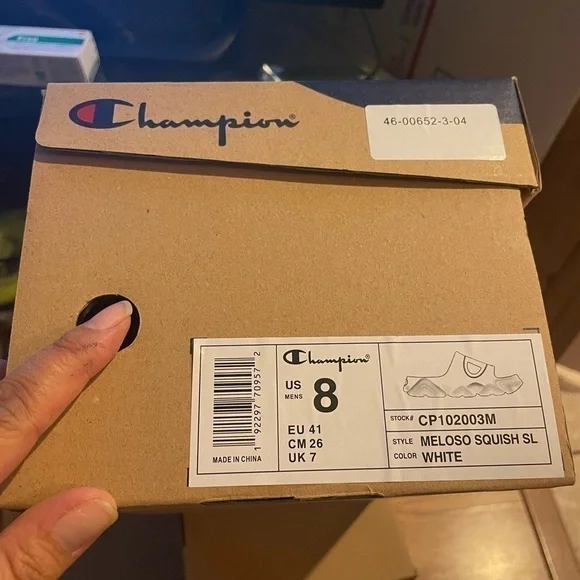 Champion
46-00652-3-04
1 92297 70957 2
MADE IN CHINA
Champion
US
MENS
8
EU 41
CM 26
UK 7
STOCK# CP102003M
STYLE MELOSO SQUISH SL
COLOR WHITE